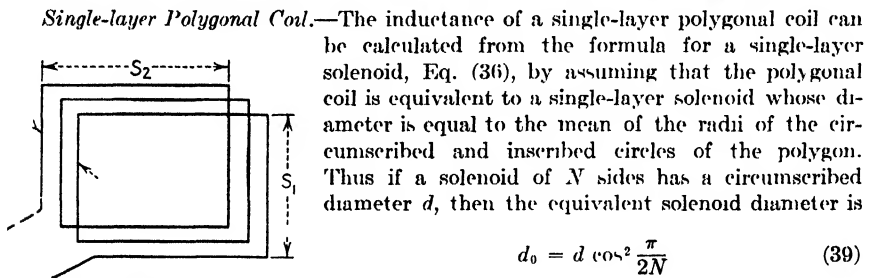 Single-layer Polygonal Coil.—The inductance of a single-layer polygonal coil can
be calculated from the formula for a single-layer
solenoid, Eq. (36), by assuming that the polygonal
coil is equivalent to a single-layer solenoid whose di-
ameter is equal to the mean of the radii of the cir-
cumscribed and inscribed circles of the polygon.
Thus if a solenoid of N sides has a circumscribed
diameter d, then the equivalent solenoid diameter is
d₀ = d cos² π/2N (39)
S₂
S₁